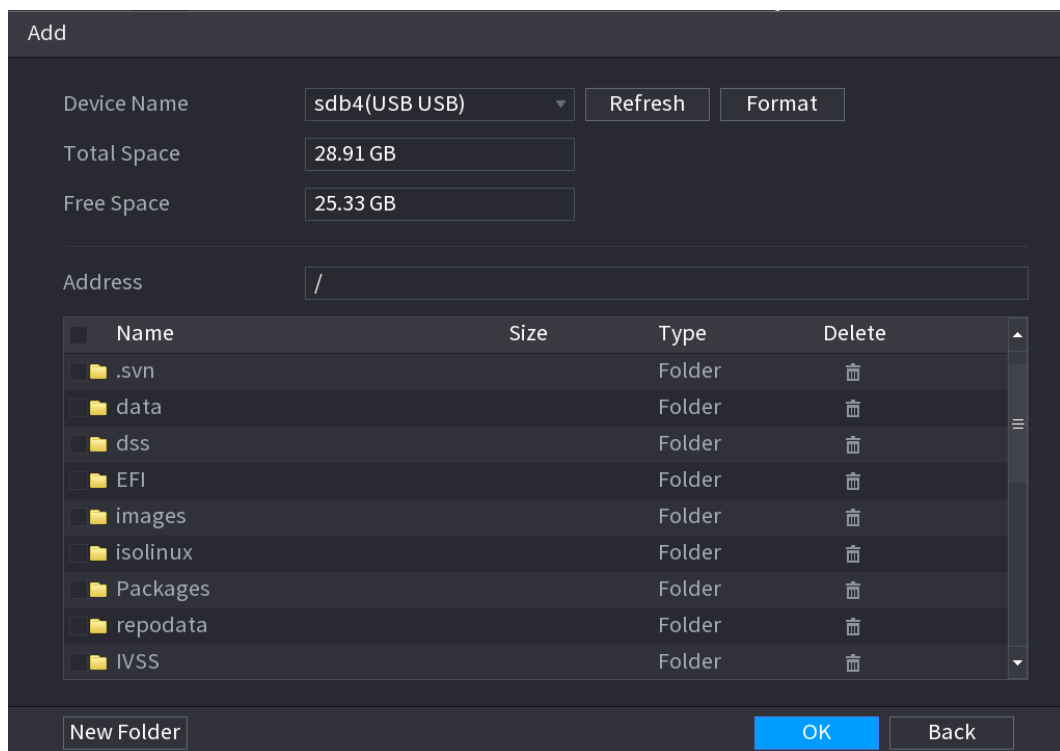 Add
Device Name sdb4(USB USB) Refresh Format
Total Space 28.91 GB
Free Space 25.33 GB
Address /
Name Size Type Delete
.svn Folder
data Folder
dss Folder
EFI Folder
images Folder
isolinux Folder
Packages Folder
repodata Folder
IVSS Folder
New Folder OK Back